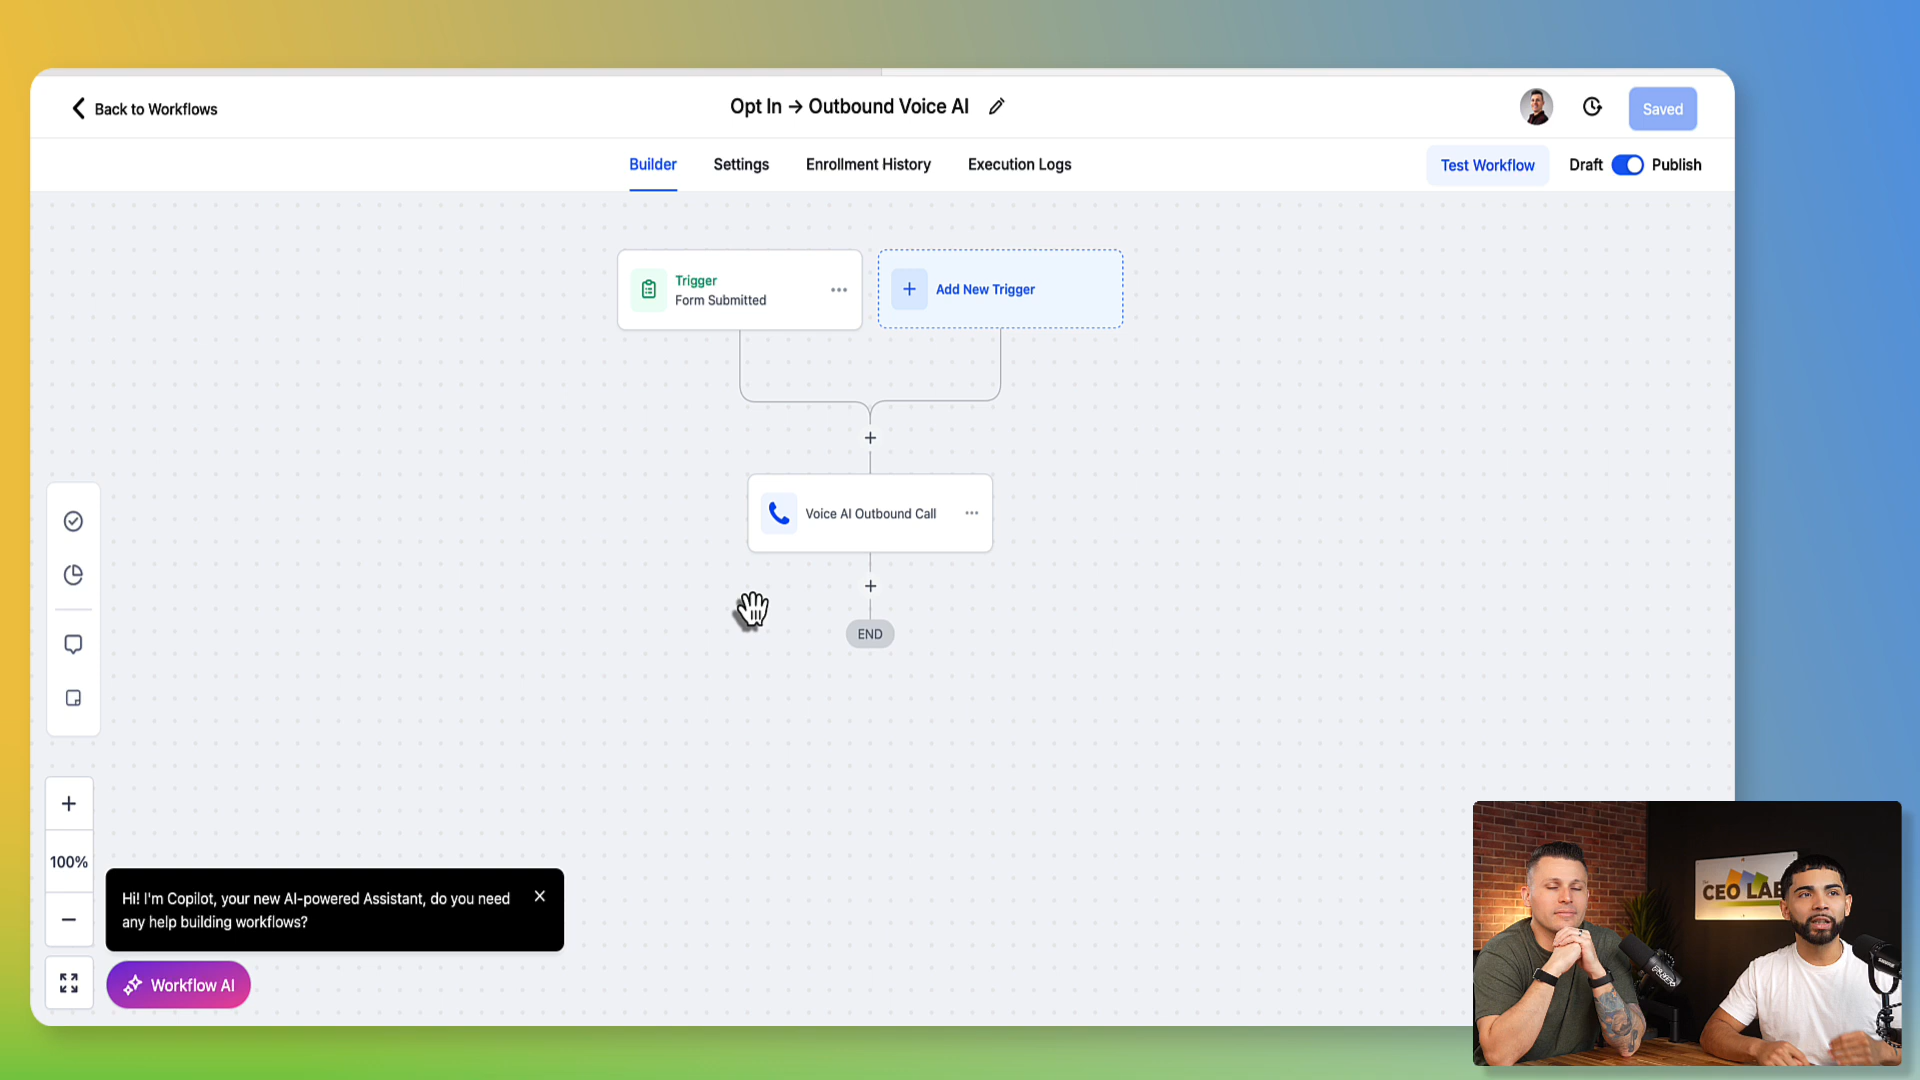 Back to Workflows
Opt In → Outbound Voice AI
Saved
Builder
Settings
Enrollment History
Execution Logs
Test Workflow
Draft
Publish
Trigger
Form Submitted
Add New Trigger
Voice AI Outbound Call
END
100%
Hi! I'm Copilot, your new AI-powered Assistant, do you need
any help building workflows?
Workflow AI
CEO LAB